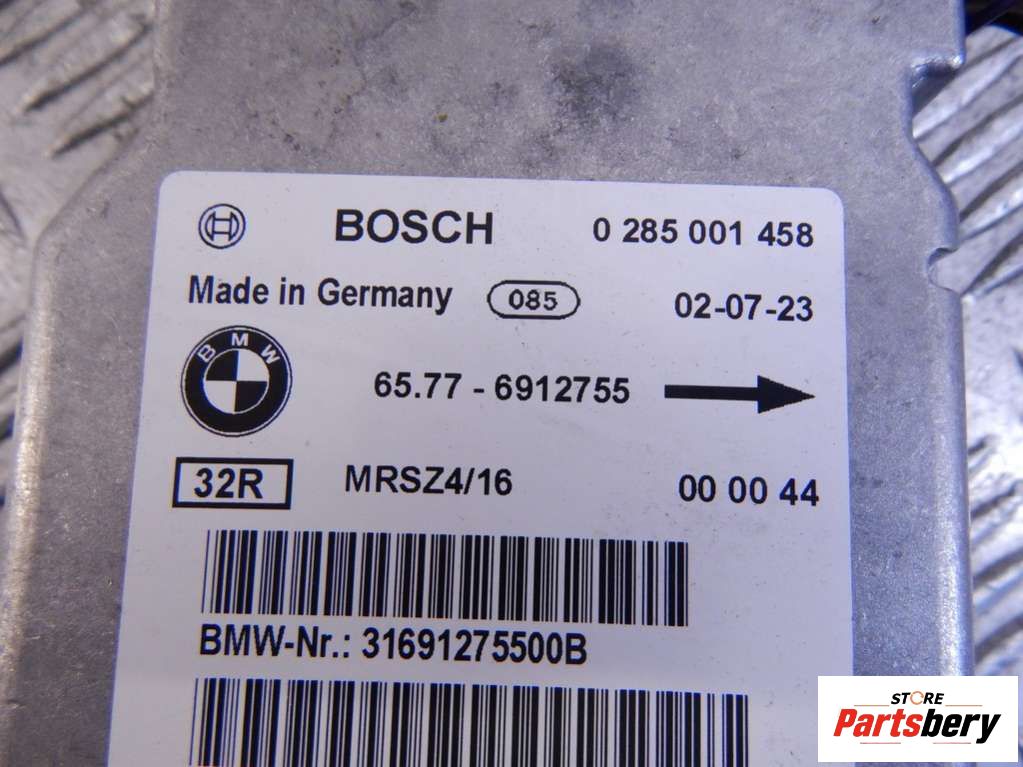 BOSCH 0 285 001 458
Made in Germany 085 02-07-23
BMW
65.77 - 6912755
32R MRSZ4/16 00 00 44
BMW-Nr.: 31691275500B
STORE
Partsbery